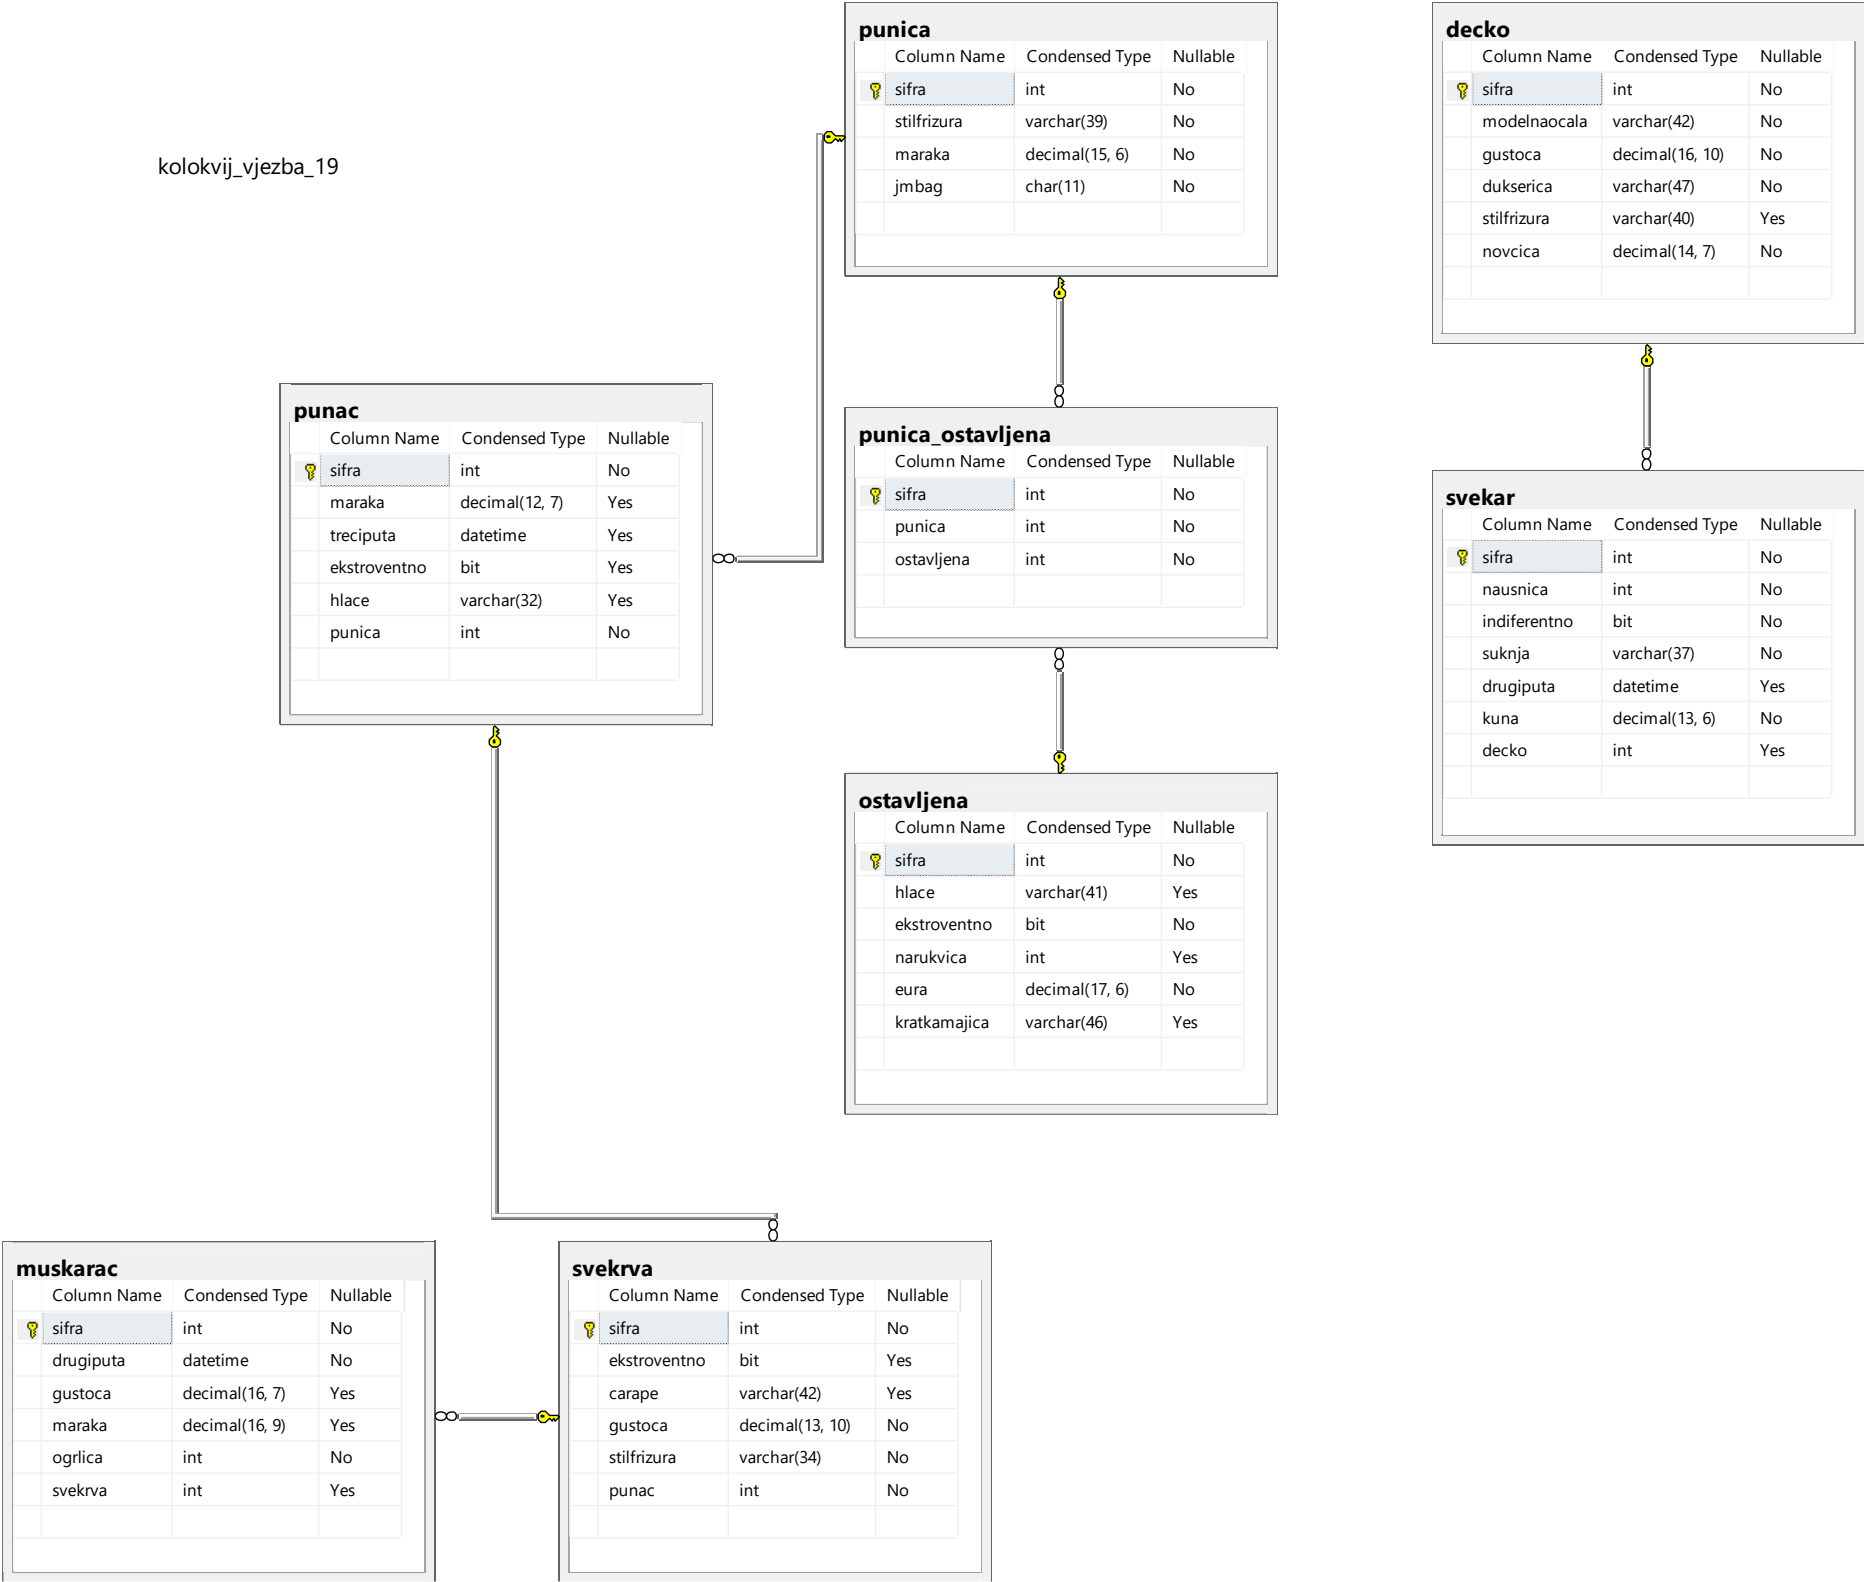 kolokvij_vjezba_19
punica
Column Name Condensed Type Nullable
sifra int No
stilfrizura varchar(39) No
maraka decimal(15, 6) No
jmbag char(11) No
decko
Column Name Condensed Type Nullable
sifra int No
modelnaocala varchar(42) No
gustoca decimal(16, 10) No
dukserica varchar(47) No
stilfrizura varchar(40) Yes
novcica decimal(14, 7) No
punac
Column Name Condensed Type Nullable
sifra int No
maraka decimal(12, 7) Yes
treciputa datetime Yes
ekstroventno bit Yes
hlace varchar(32) Yes
punica int No
punica_ostavljena
Column Name Condensed Type Nullable
sifra int No
punica int No
ostavljena int No
svekar
Column Name Condensed Type Nullable
sifra int No
nausnica int No
indiferentno bit No
suknja varchar(37) No
drugiputa datetime Yes
kuna decimal(13, 6) No
decko int Yes
ostavljena
Column Name Condensed Type Nullable
sifra int No
hlace varchar(41) Yes
ekstroventno bit No
narukvica int Yes
eura decimal(17, 6) No
kratkamajica varchar(46) Yes
muskarac
Column Name Condensed Type Nullable
sifra int No
drugiputa datetime No
gustoca decimal(16, 7) Yes
maraka decimal(16, 9) Yes
ogrlica int No
svekrva int Yes
svekrva
Column Name Condensed Type Nullable
sifra int No
ekstroventno bit Yes
carape varchar(42) Yes
gustoca decimal(13, 10) No
stilfrizura varchar(34) No
punac int No